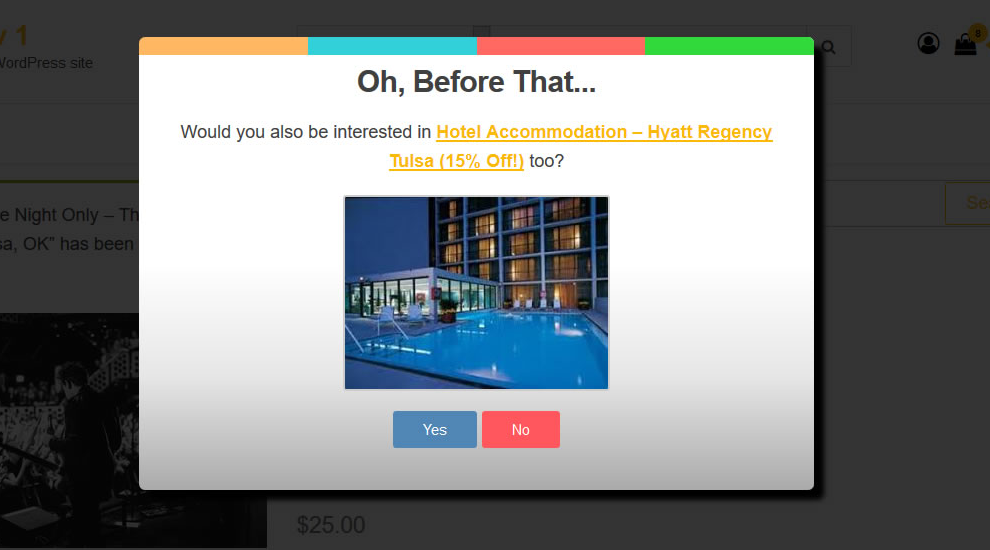 y 1
WordPress site
8
Oh, Before That...
Would you also be interested in Hotel Accommodation – Hyatt Regency
Tulsa (15% Off!) too?
e Night Only – Th
sa, OK” has been
Se
Yes
No
$25.00